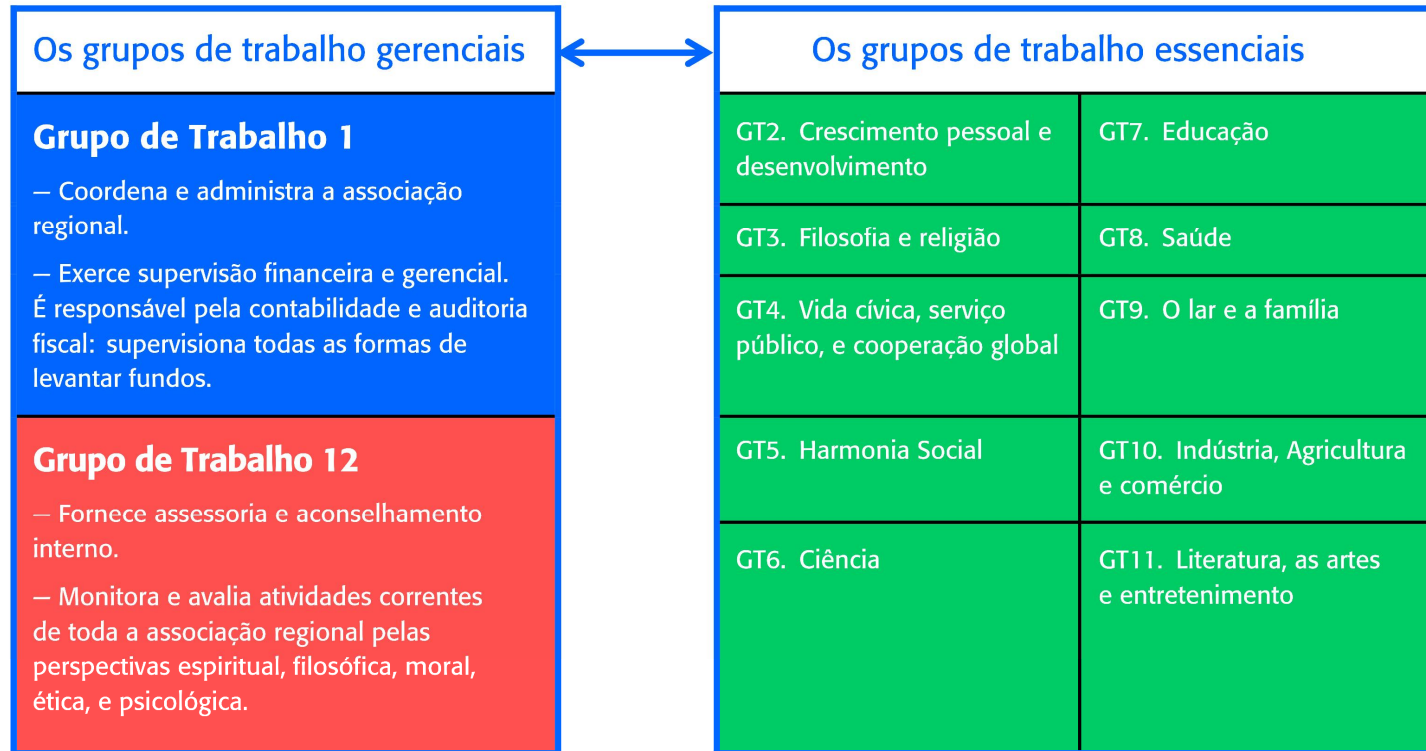 Os grupos de trabalho gerenciais
Grupo de Trabalho 1
— Coordena e administra a associação
regional.
— Exerce supervisão financeira e gerencial.
É responsável pela contabilidade e auditoria
fiscal: supervisiona todas as formas de
levantar fundos.
Grupo de Trabalho 12
— Fornece assessoria e aconselhamento
interno.
— Monitora e avalia atividades correntes
de toda a associação regional pelas
perspectivas espiritual, filosófica, moral,
ética, e psicológica.
Os grupos de trabalho essenciais
GT2. Crescimento pessoal e
desenvolvimento
GT7. Educação
GT3. Filosofia e religião
GT8. Saúde
GT4. Vida cívica, serviço
público, e cooperação global
GT9. O lar e a família
GT5. Harmonia Social
GT10. Indústria, Agricultura
e comércio
GT6. Ciência
GT11. Literatura, as artes
e entretenimento